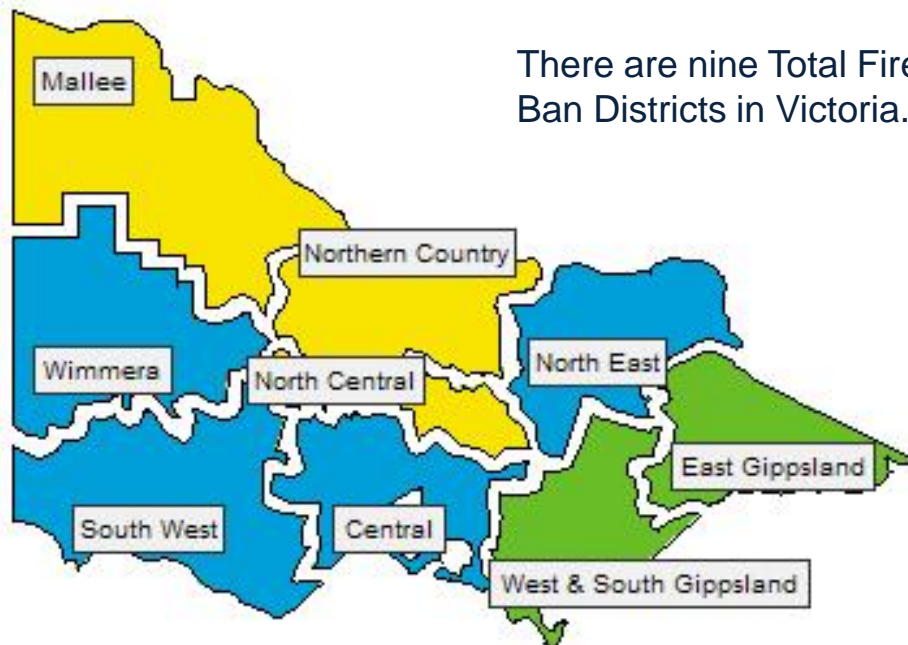 There are nine Total Fire
Ban Districts in Victoria.
Mallee
Northern Country
Wimmera
North Central
North East
East Gippsland
South West
Central
West & South Gippsland